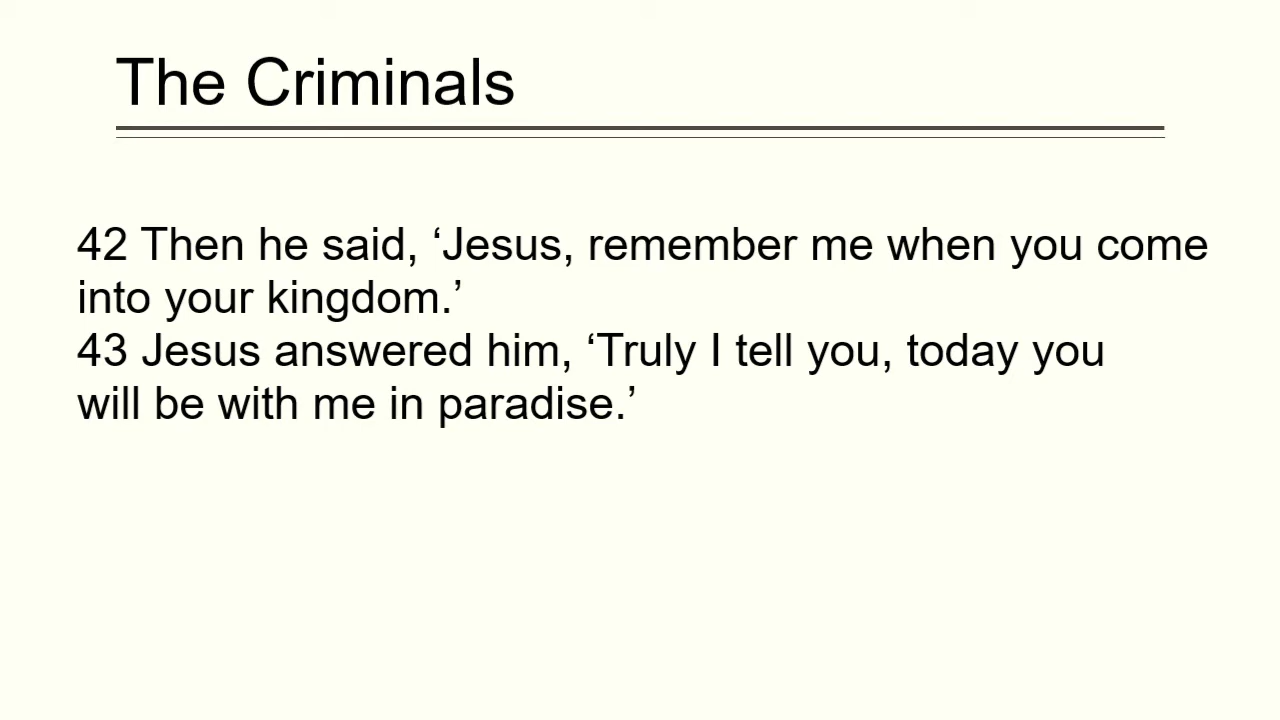 The Criminals
42 Then he said, ‘Jesus, remember me when you come
into your kingdom.’
43 Jesus answered him, ‘Truly I tell you, today you
will be with me in paradise.’